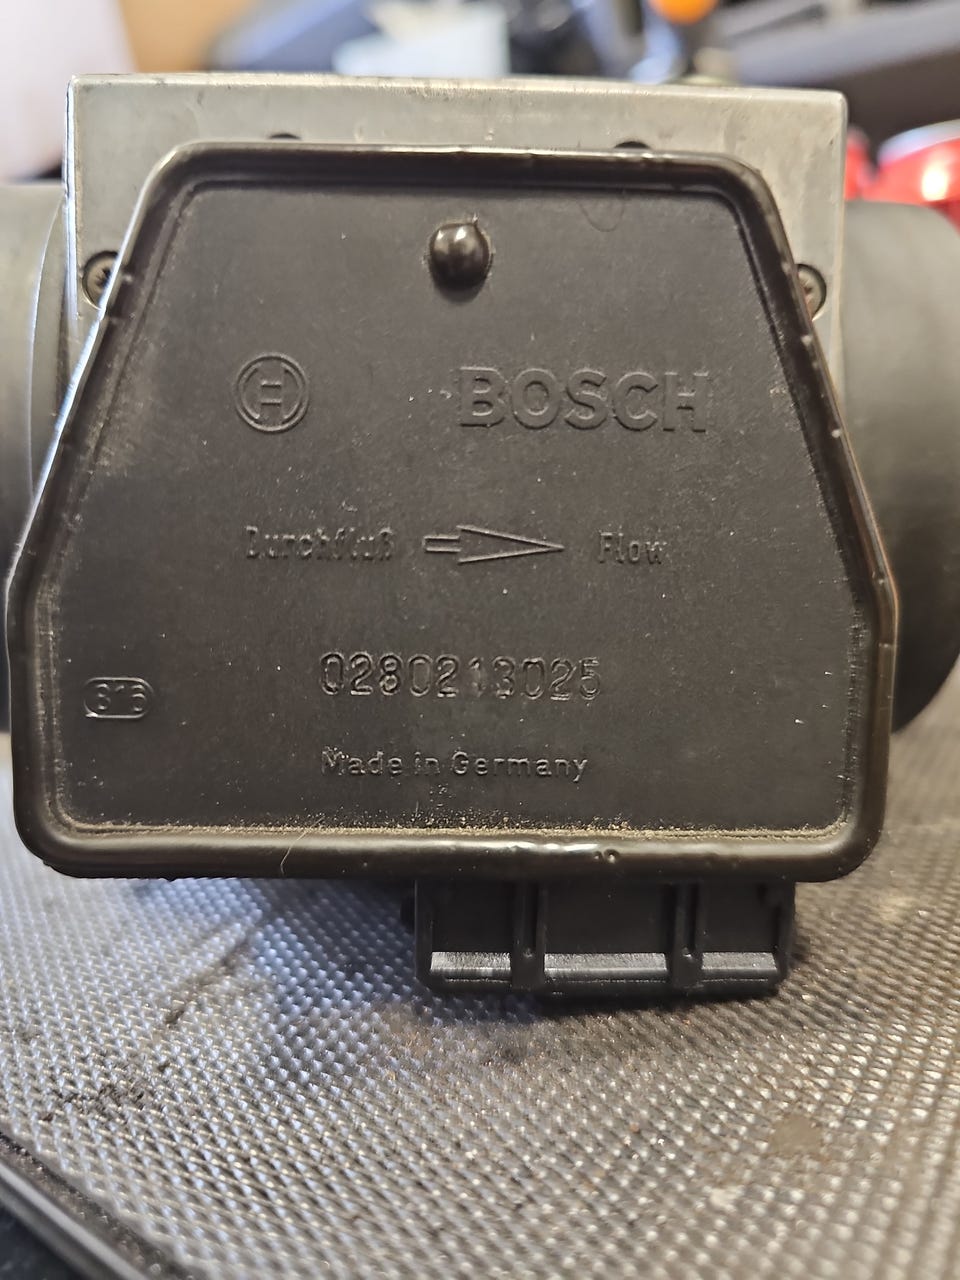 BOSCH
Durchfluß Flow
0280213025
816
Made in Germany